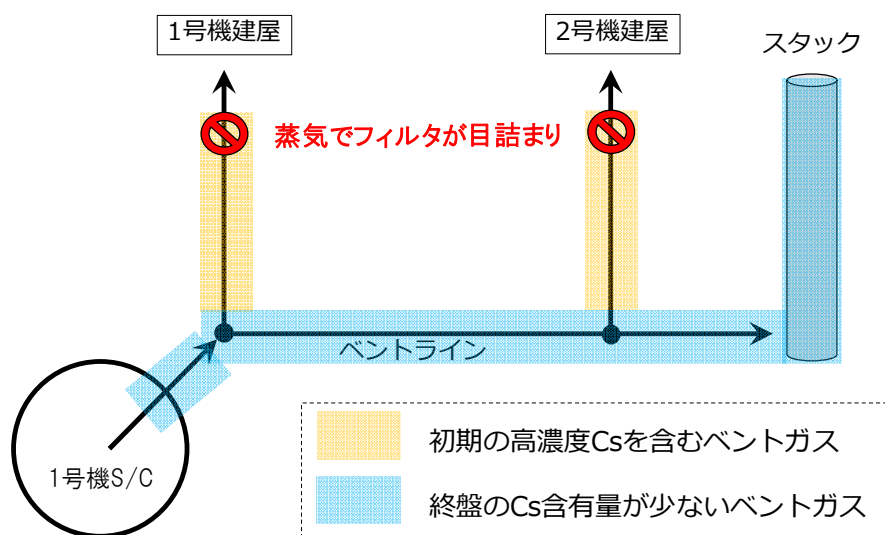 1号機建屋
2号機建屋
スタック
蒸気でフィルタが目詰まり
ベントライン
1号機S/C
初期の高濃度Csを含むベントガス
終盤のCs含有量が少ないベントガス